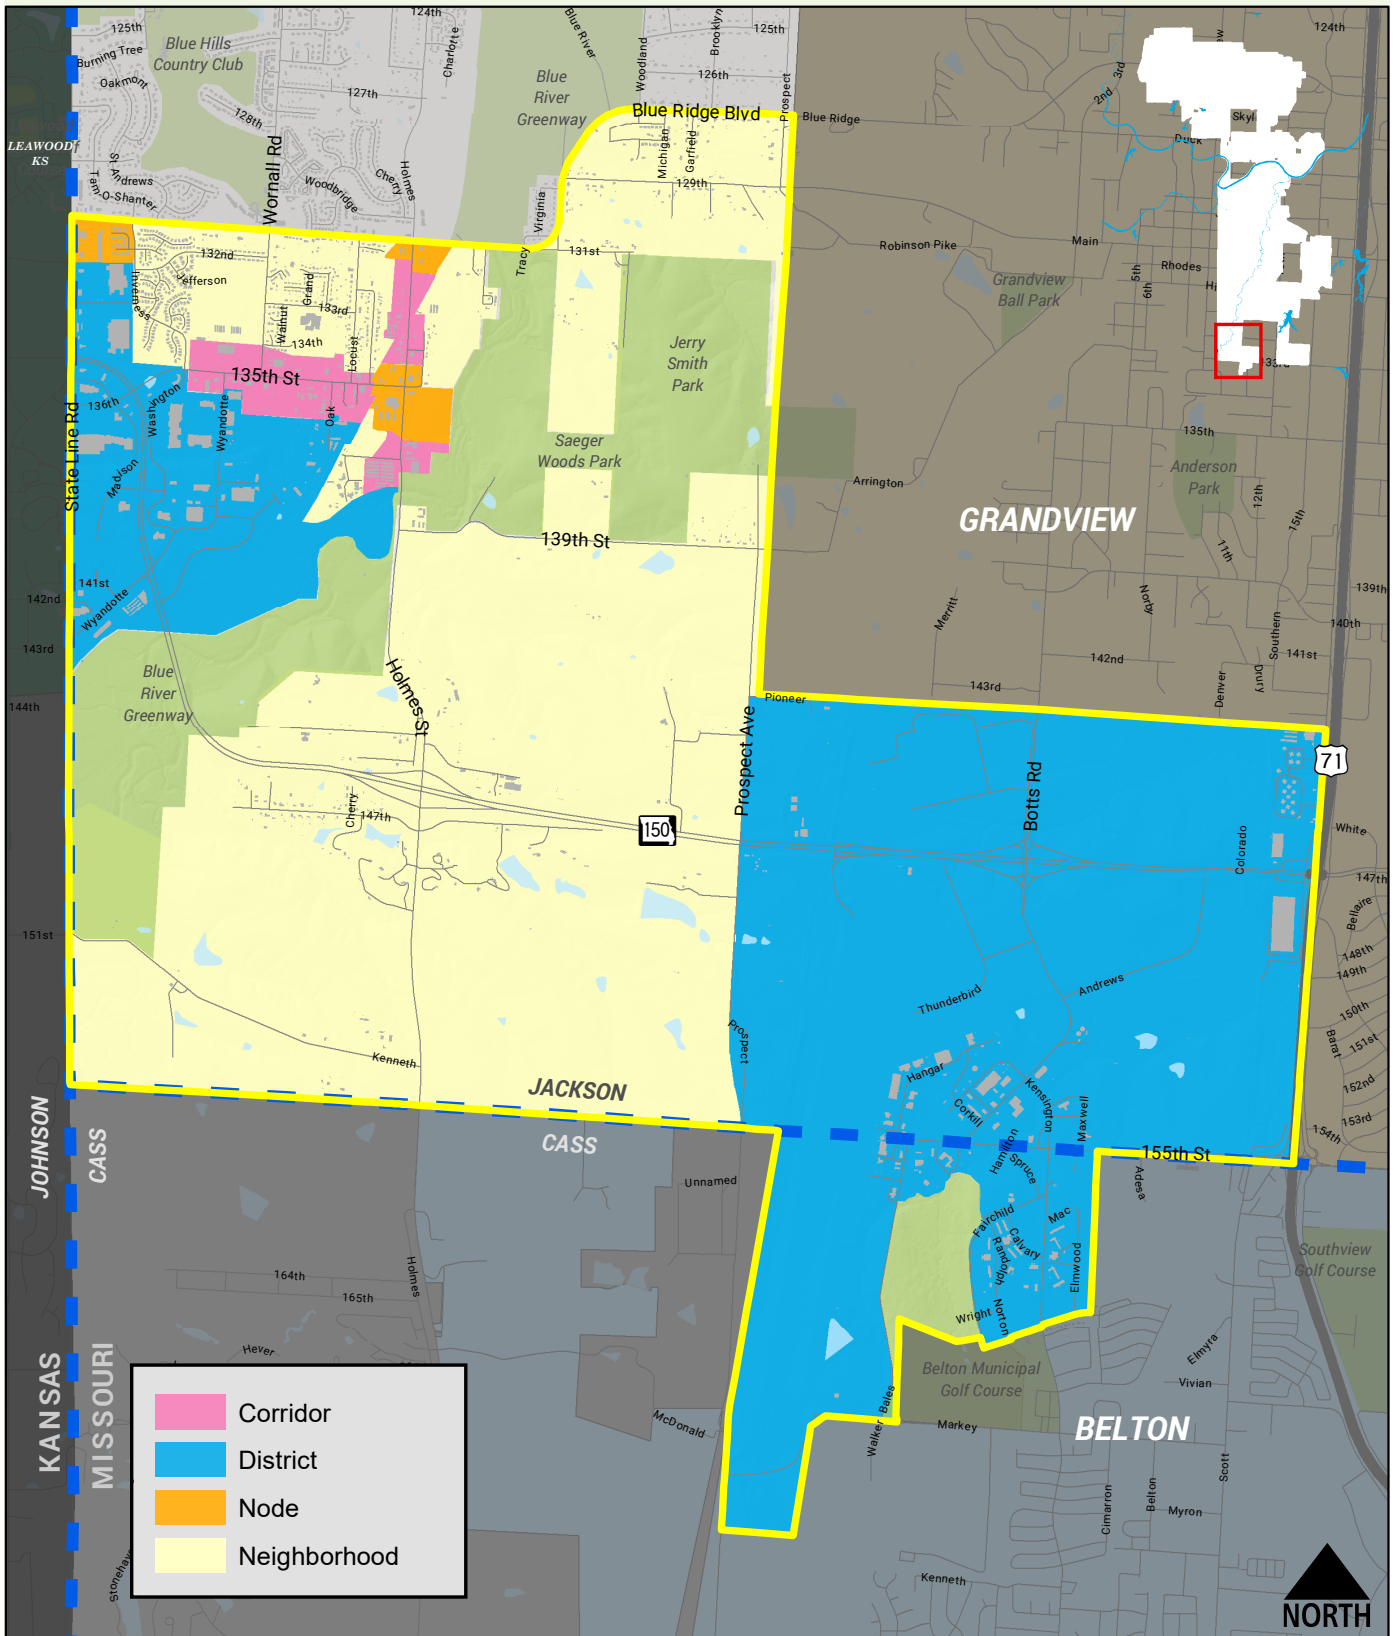 124th
125th
Burning Tree
Oakmont
Blue Hills
Country Club
Charlotte
Blue River
Woodland
Brooklyn
125th
126th
Prospect
124th
3rd
2nd
127th
128th
Blue
River
Greenway
Blue Ridge Blvd
Blue Ridge
Skyl
Duck
LEAWOOD
KS
St. Andrews
Tam-O-Shanter
Wornall Rd
Woodbridge
Cherry
Holmes
Michigan
Garfield
129th
Virginia
Tracy
131st
Robinson Pike
Main
Rhodes
5th
6th
Hi
132nd
Jefferson
Inverness
Grand
133rd
Walnut
134th
Locust
Grandview
Ball Park
133rd
Jerry
Smith
Park
135th St
136th
Washington
Wyandotte
Oak
State Line Rd
Madison
Saeger
Woods Park
135th
Anderson
Park
Arrington
12th
15th
11th
GRANDVIEW
139th St
141st
142nd
Wyandotte
143rd
144th
Blue
River
Greenway
Holmes St
Merritt
Norby
139th
140th
Southern
141st
142nd
Drury
Denver
143rd
Pioneer
Prospect Ave
Botts Rd
71
150
Cherry
147th
White
Colorado
147th
Bellaire
148th
149th
150th
151st
Barat
152nd
153rd
154th
151st
Thunderbird
Andrews
Prospect
Kenneth
Hangar
Corkill
Kensington
Maxwell
Hamilton
Spruce
JACKSON
CASS
JOHNSON
CASS
155th St
Adesa
Unnamed
Fairchild
Mac
Calvary
Randolph
Elmwood
Wright
Norton
Southview
Golf Course
164th
165th
Holmes
Hever
KANSAS
MISSOURI
Belton Municipal
Golf Course
Elmyra
Vivian
McDonald
Walker
Bales
Markey
BELTON
Scott
Cimarron
Belton
Myron
Kenneth
Corridor
District
Node
Neighborhood
NORTH